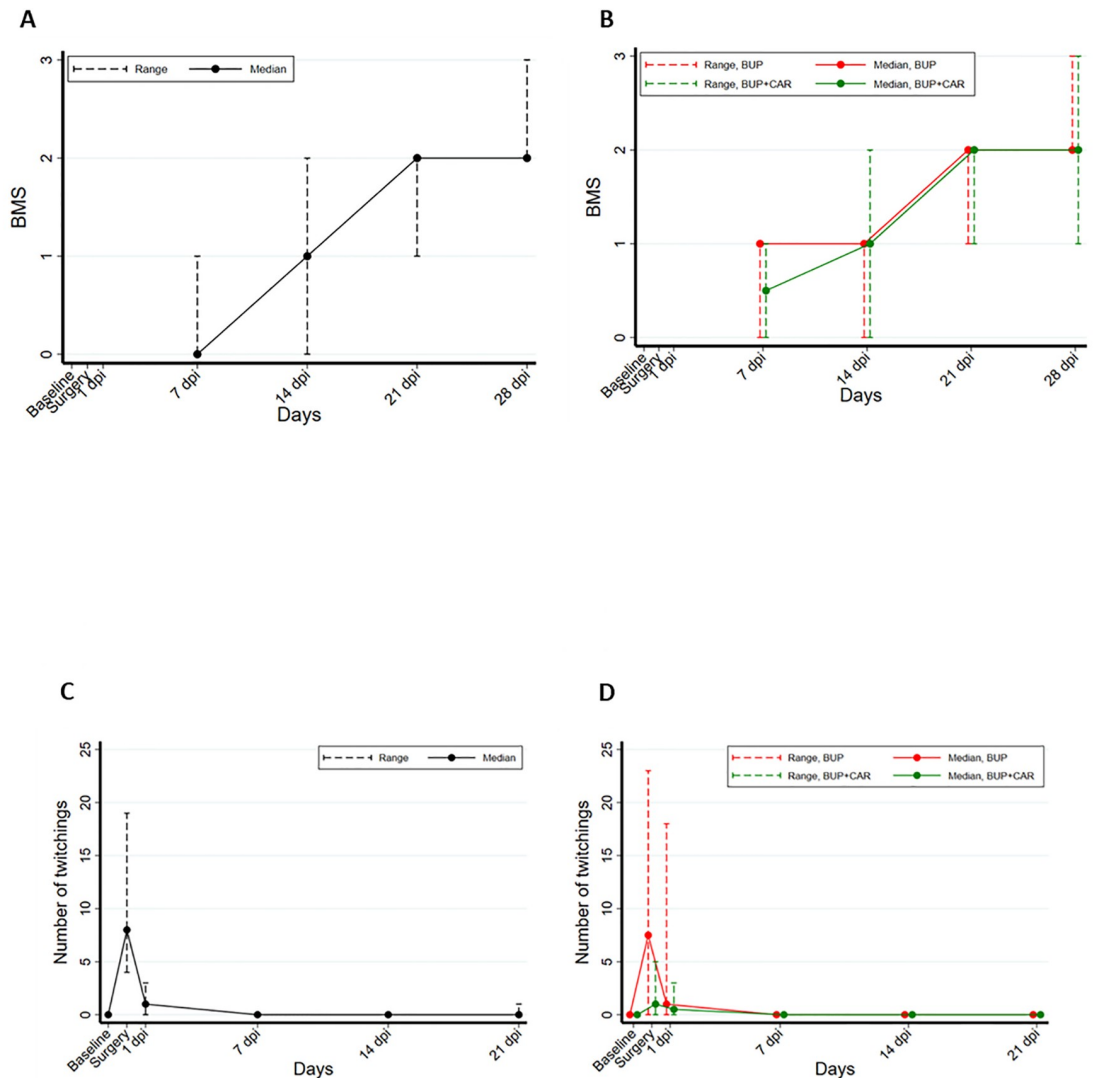 A
Range Median
3
2
1
0
BMS
Baseline
Surgery
1 dpi
7 dpi
14 dpi
21 dpi
28 dpi
Days
B
Range, BUP Median, BUP
Range, BUP+CAR Median, BUP+CAR
3
2
1
0
BMS
Baseline
Surgery
1 dpi
7 dpi
14 dpi
21 dpi
28 dpi
Days
C
Range Median
25
20
15
10
5
0
Number of twitchings
Baseline
Surgery
1 dpi
7 dpi
14 dpi
21 dpi
Days
D
Range, BUP Median, BUP
Range, BUP+CAR Median, BUP+CAR
25
20
15
10
5
0
Number of twitchings
Baseline
Surgery
1 dpi
7 dpi
14 dpi
21 dpi
Days